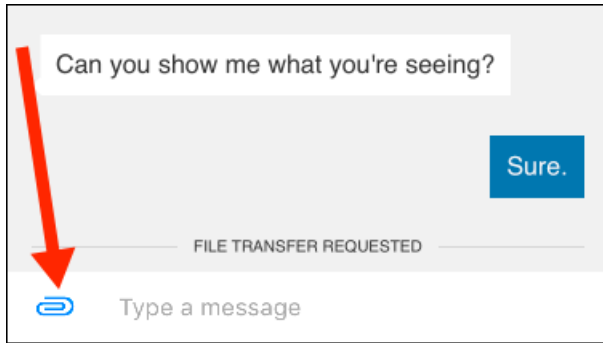 Can you show me what you're seeing?
Sure.
FILE TRANSFER REQUESTED
Type a message